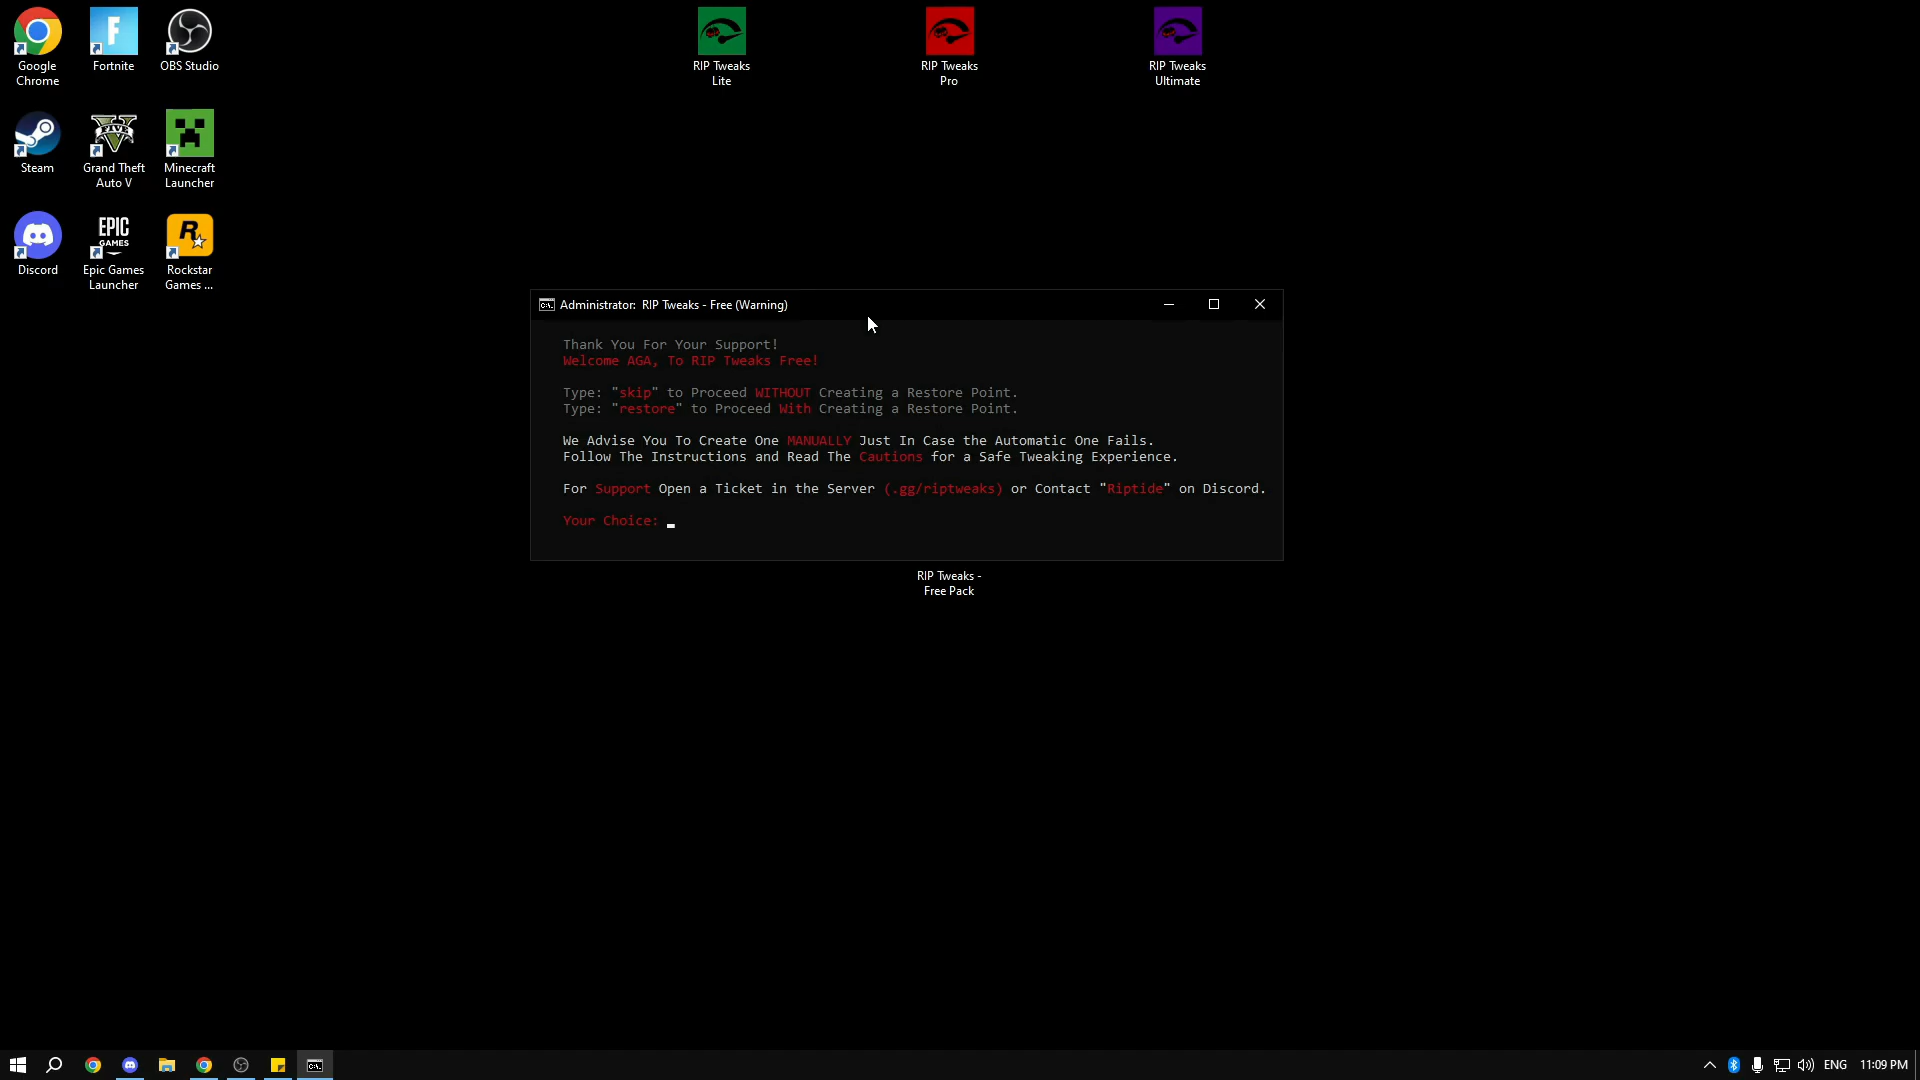 Google
Chrome
Fortnite
OBS Studio
RIP Tweaks
Lite
RIP Tweaks
Pro
RIP Tweaks
Ultimate
Steam
Grand Theft
Auto V
Minecraft
Launcher
FIVE
EPIC
GAMES
Discord
Epic Games
Launcher
Rockstar
Games ...
Administrator:  RIP Tweaks - Free (Warning)
Thank You For Your Support!
Welcome AGA, To RIP Tweaks Free!
Type: "skip" to Proceed WITHOUT Creating a Restore Point.
Type: "restore" to Proceed With Creating a Restore Point.
We Advise You To Create One MANUALLY Just In Case the Automatic One Fails.
Follow The Instructions and Read The Cautions for a Safe Tweaking Experience.
For Support Open a Ticket in the Server (.gg/riptweaks) or Contact "Riptide" on Discord.
Your Choice: _
RIP Tweaks -
Free Pack
ENG
11:09 PM